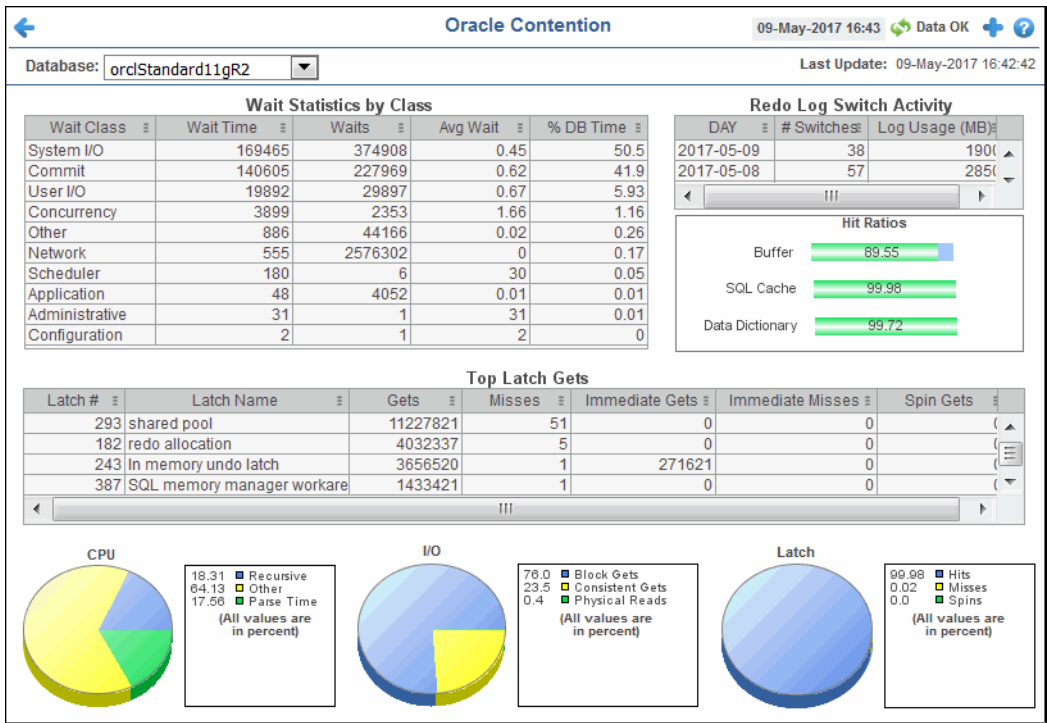 Oracle Contention
09-May-2017 16:43 Data OK
Database: orclStandard11gR2
Last Update: 09-May-2017 16:42:42
Wait Statistics by Class
Wait Class Wait Time Waits Avg Wait % DB Time
System I/O 169465 374908 0.45 50.5
Commit 140605 227969 0.62 41.9
User I/O 19892 29897 0.67 5.93
Concurrency 3899 2353 1.66 1.16
Other 886 44166 0.02 0.26
Network 555 2576302 0 0.17
Scheduler 180 6 30 0.05
Application 48 4052 0.01 0.01
Administrative 31 1 31 0.01
Configuration 2 1 2 0
Redo Log Switch Activity
DAY # Switches Log Usage (MB)
2017-05-09 38 1900
2017-05-08 57 2850
Hit Ratios
Buffer 89.55
SQL Cache 99.98
Data Dictionary 99.72
Top Latch Gets
Latch # Latch Name Gets Misses Immediate Gets Immediate Misses Spin Gets
293 shared pool 11227821 51 0 0
182 redo allocation 4032337 5 0 0
243 In memory undo latch 3656520 1 271621 0
387 SQL memory manager workare 1433421 1 0 0
CPU
18.31 Recursive
64.13 Other
17.56 Parse Time
(All values are
in percent)
I/O
76.0 Block Gets
23.5 Consistent Gets
0.4 Physical Reads
(All values are
in percent)
Latch
99.98 Hits
0.02 Misses
0.0 Spins
(All values are
in percent)